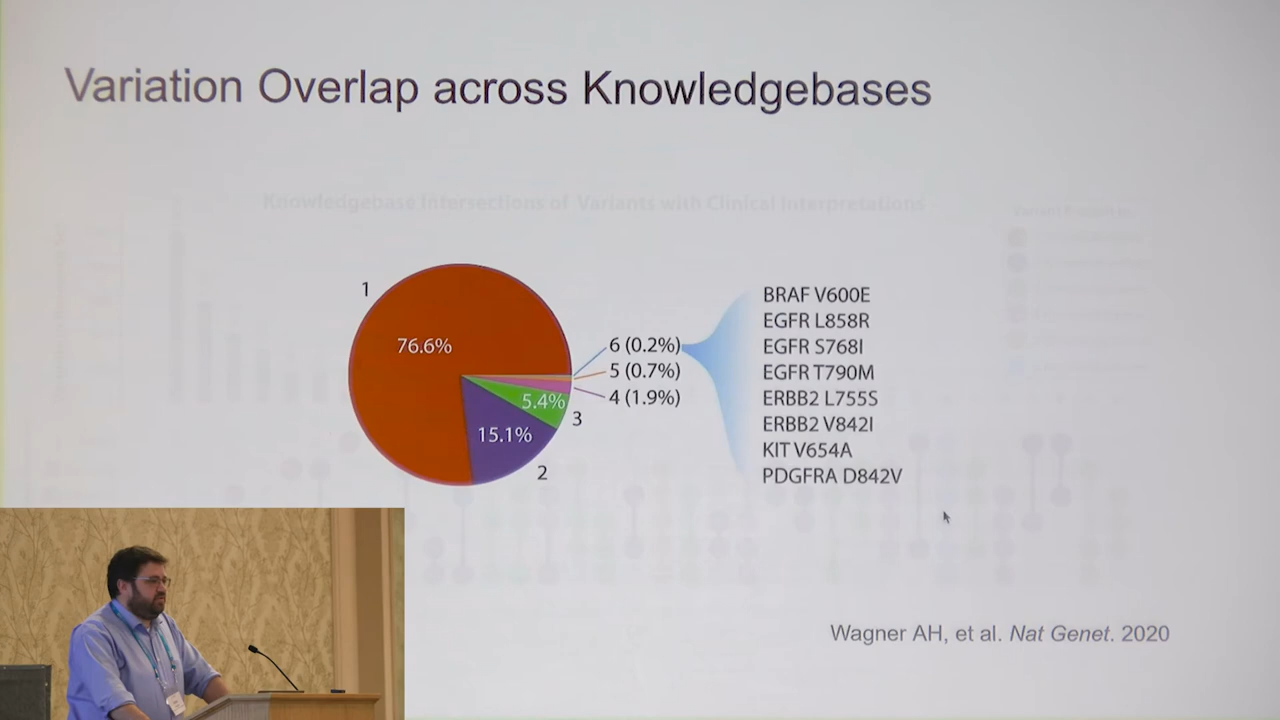 Variation Overlap across Knowledgebases
Knowledgebase Intersections of Variants with Clinical Interpretations
1
76.6%
6 (0.2%)
5 (0.7%)
4 (1.9%)
5.4%
3
15.1%
2
BRAF V600E
EGFR L858R
EGFR S768I
EGFR T790M
ERBB2 L755S
ERBB2 V842I
KIT V654A
PDGFRA D842V
Wagner AH, et al. Nat Genet. 2020